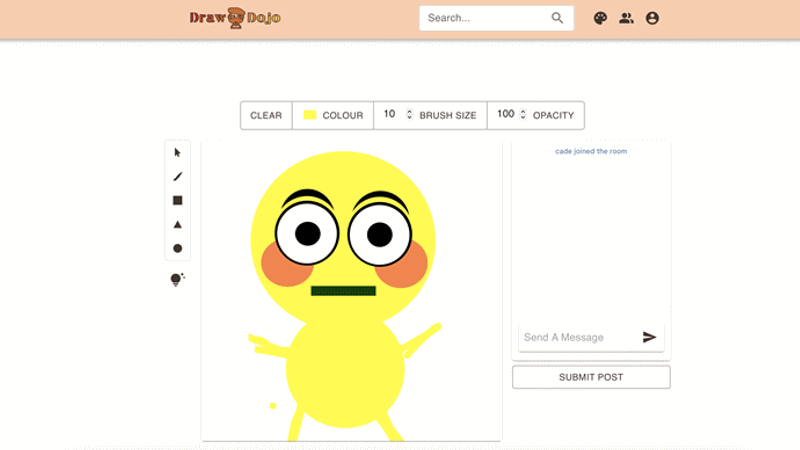 Draw Dojo
Search...
CLEAR COLOUR 10 BRUSH SIZE 100 OPACITY
cade joined the room
Send A Message
SUBMIT POST